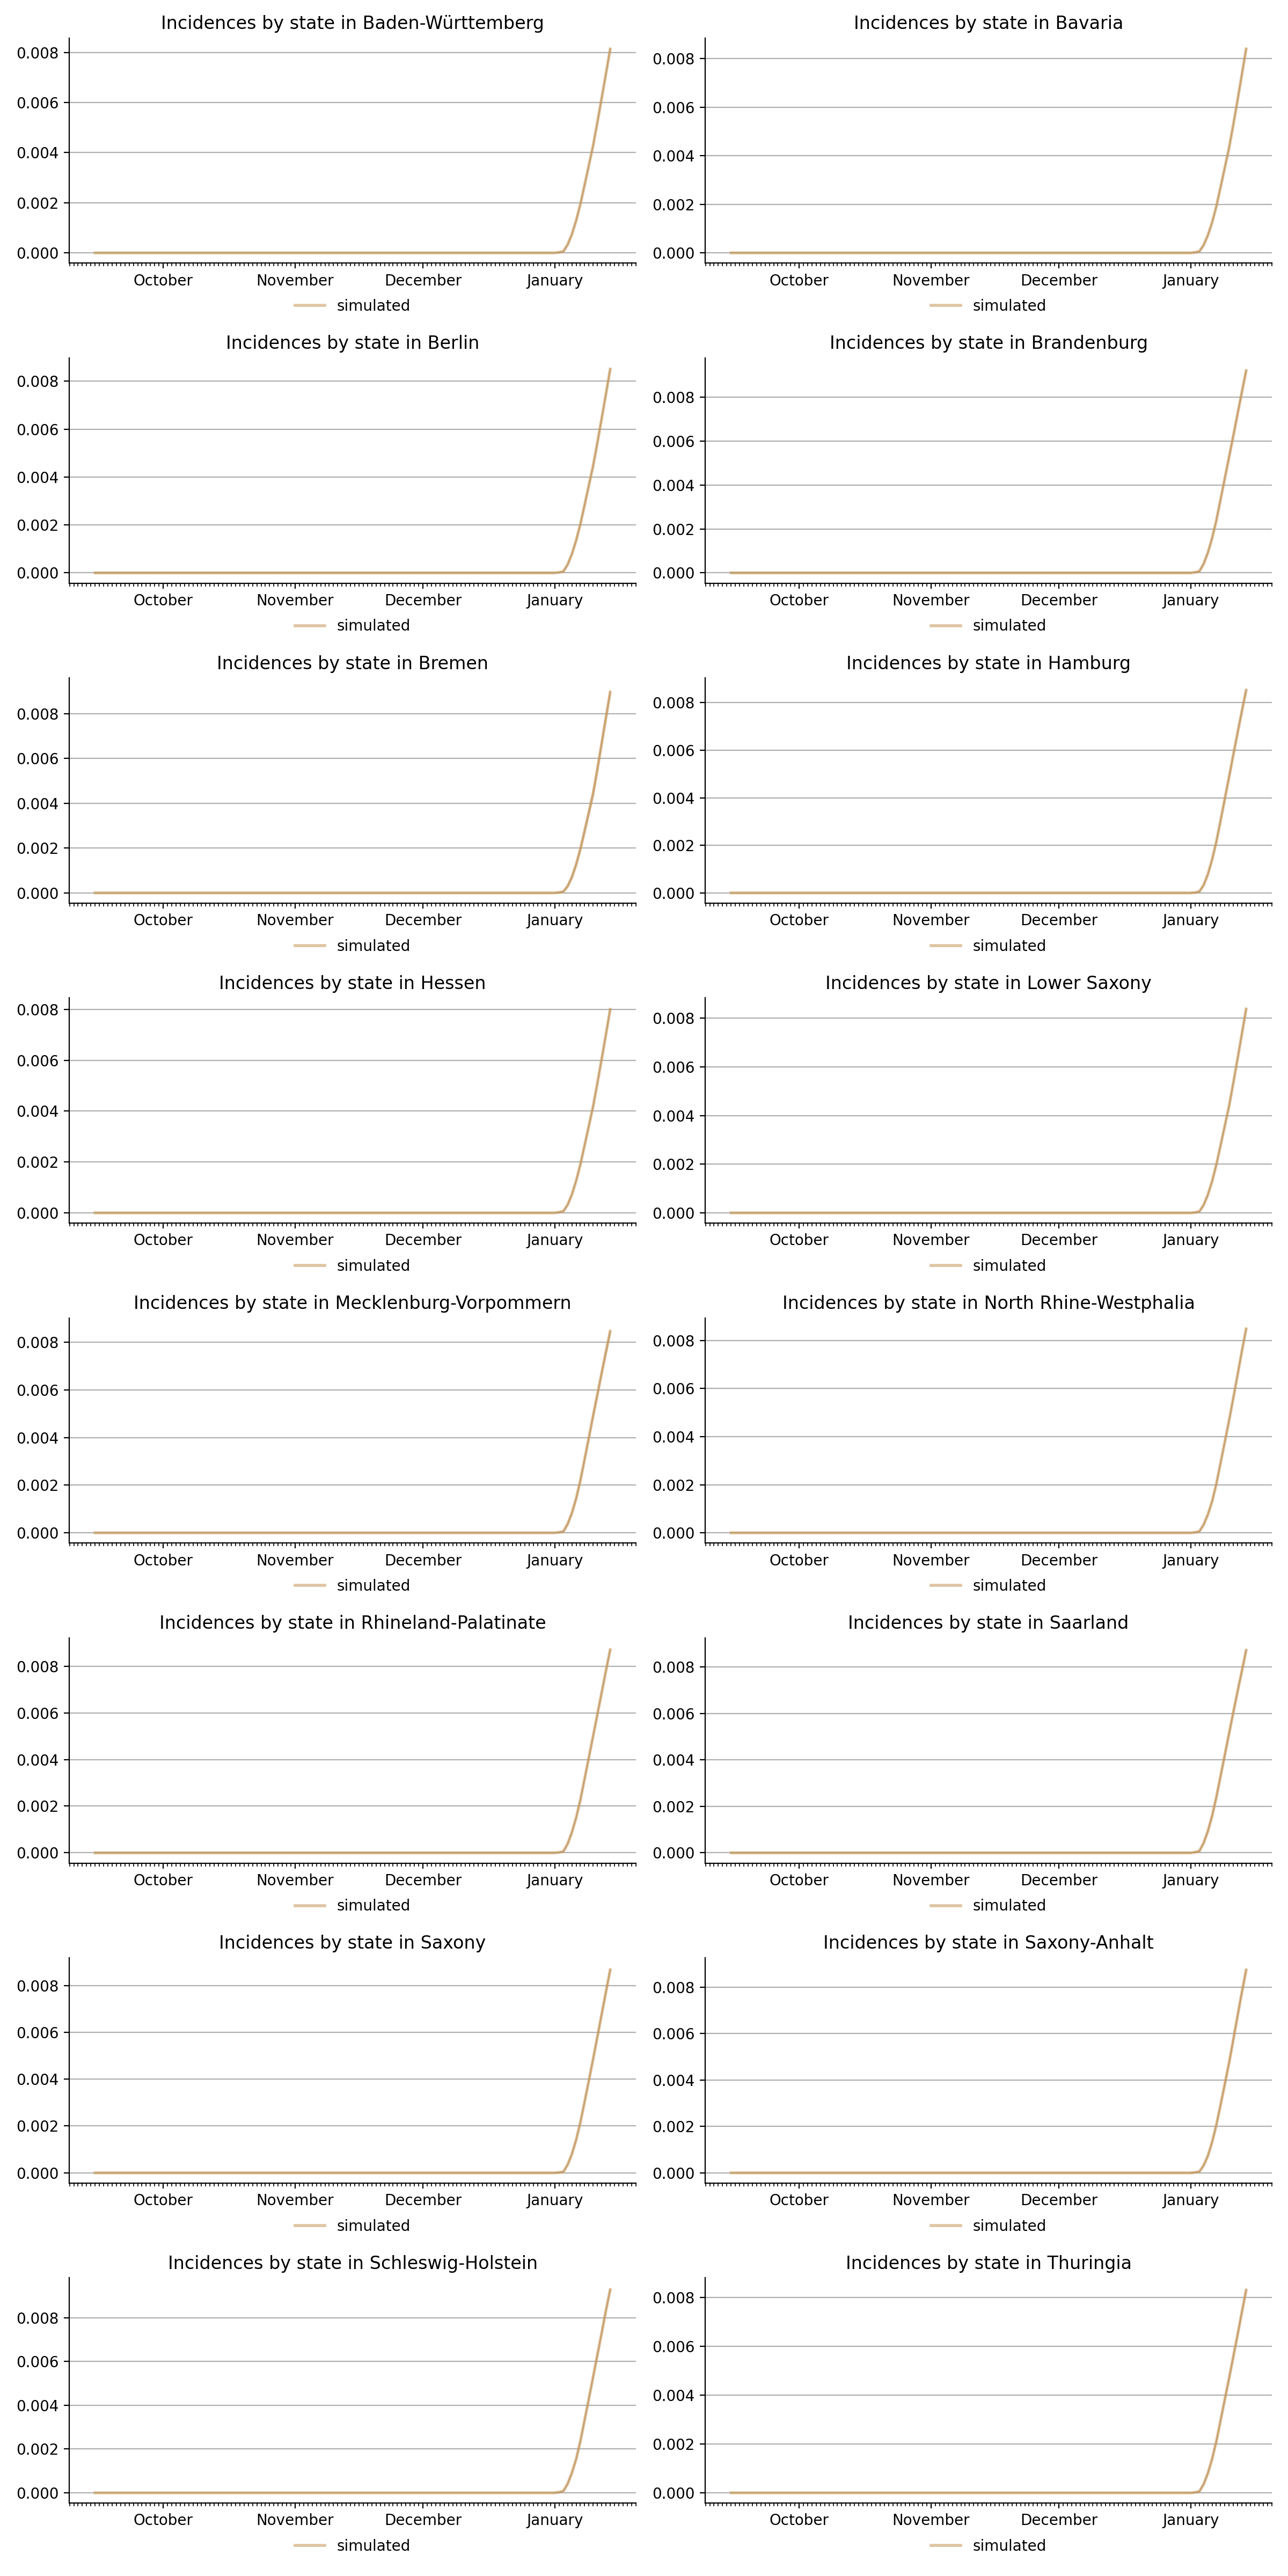 Incidences by state in Baden-Württemberg
0.008
0.006
0.004
0.002
0.000
October November December January
simulated
Incidences by state in Bavaria
0.008
0.006
0.004
0.002
0.000
October November December January
simulated
Incidences by state in Berlin
0.008
0.006
0.004
0.002
0.000
October November December January
simulated
Incidences by state in Brandenburg
0.008
0.006
0.004
0.002
0.000
October November December January
simulated
Incidences by state in Bremen
0.008
0.006
0.004
0.002
0.000
October November December January
simulated
Incidences by state in Hamburg
0.008
0.006
0.004
0.002
0.000
October November December January
simulated
Incidences by state in Hessen
0.008
0.006
0.004
0.002
0.000
October November December January
simulated
Incidences by state in Lower Saxony
0.008
0.006
0.004
0.002
0.000
October November December January
simulated
Incidences by state in Mecklenburg-Vorpommern
0.008
0.006
0.004
0.002
0.000
October November December January
simulated
Incidences by state in North Rhine-Westphalia
0.008
0.006
0.004
0.002
0.000
October November December January
simulated
Incidences by state in Rhineland-Palatinate
0.008
0.006
0.004
0.002
0.000
October November December January
simulated
Incidences by state in Saarland
0.008
0.006
0.004
0.002
0.000
October November December January
simulated
Incidences by state in Saxony
0.008
0.006
0.004
0.002
0.000
October November December January
simulated
Incidences by state in Saxony-Anhalt
0.008
0.006
0.004
0.002
0.000
October November December January
simulated
Incidences by state in Schleswig-Holstein
0.008
0.006
0.004
0.002
0.000
October November December January
simulated
Incidences by state in Thuringia
0.008
0.006
0.004
0.002
0.000
October November December January
simulated